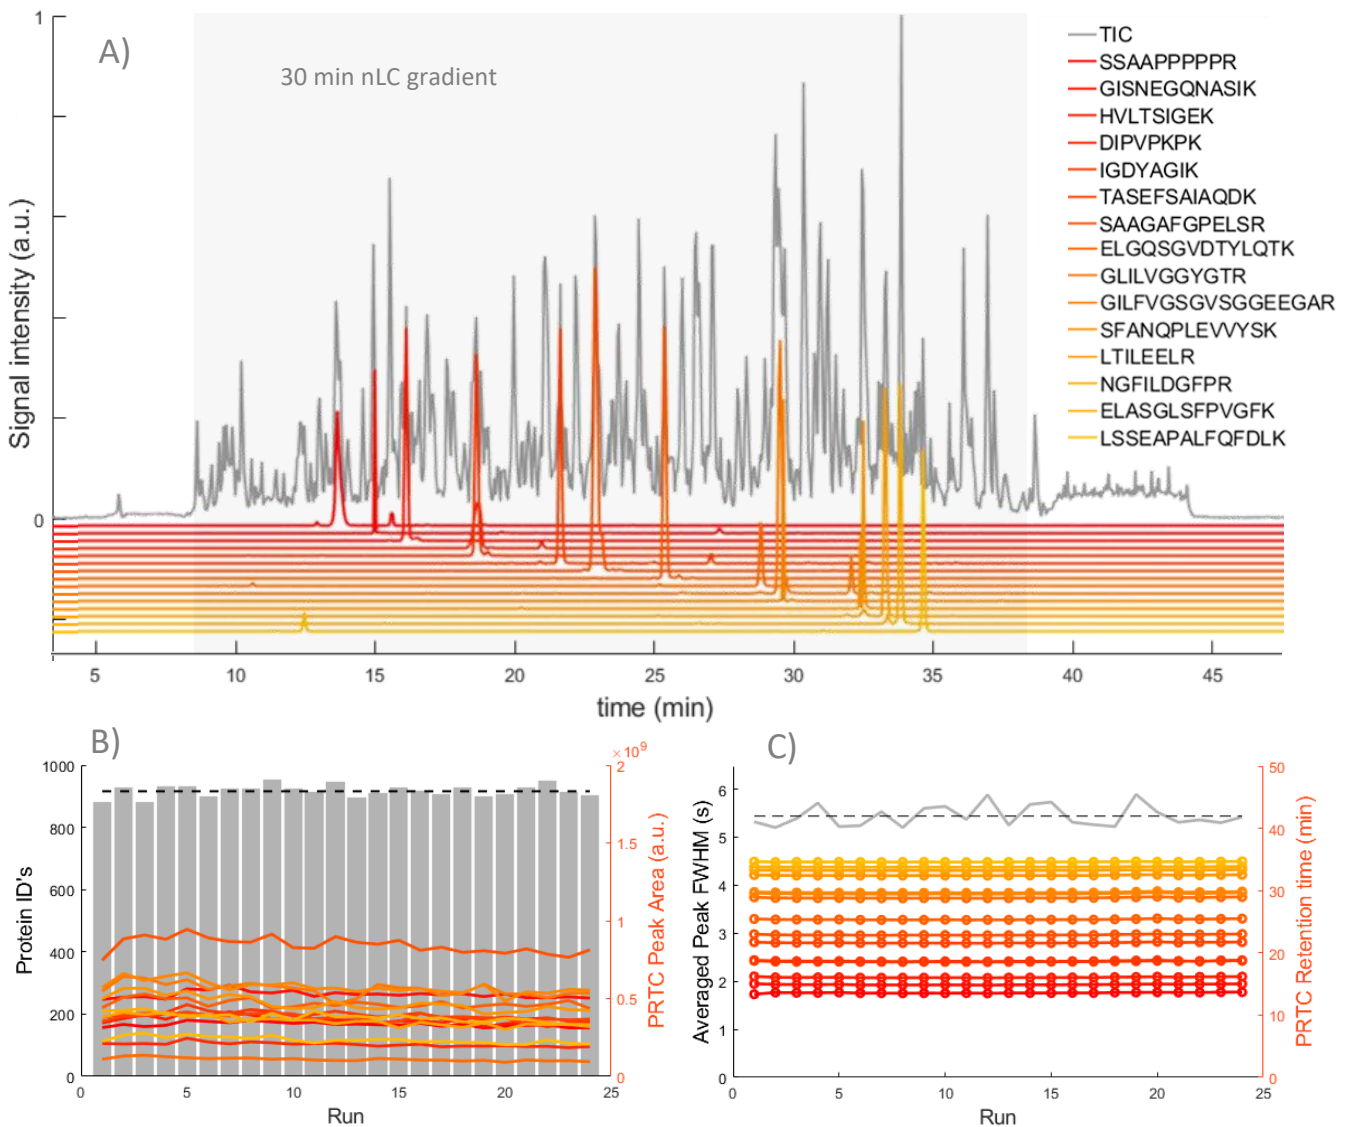 A)
30 min nLC gradient
TIC
SSAAPPPPPR
GISNEGQNASIK
HVLTSIGEK
DIPVPKPK
IGDYAGIK
TASEFSAIAQDK
SAAGAFGPELSR
ELGQSGVDTYLQTK
GLILVGGYGTR
GILFVGSGVSGGEEGAR
SFANQPLEVVYSK
LTILEELR
NGFILDGFPR
ELASGLSFPVGFK
LSSEAPALFQFDLK
Signal intensity (a.u.)
1
0
5 10 15 20 25 30 35 40 45
time (min)
B)
×10⁹
Protein ID's
1000
800
600
400
200
0
2
1.5
1
0.5
0
PRTC Peak Area (a.u.)
0 5 10 15 20 25
Run
C)
Averaged Peak FWHM (s)
6
5
4
3
2
1
0
50
40
30
20
10
0
PRTC Retention time (min)
0 5 10 15 20 25
Run